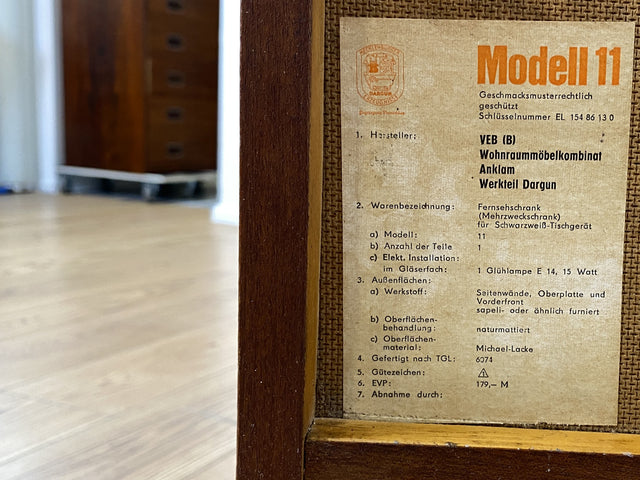 DARGUN
Modell 11
Geschmacksmusterrechtlich
geschützt
Schlüsselnummer EL 154 86 13 0
1. Hersteller: VEB (B)
Wohnraummöbelkombinat
Anklam
Werkteil Dargun
2. Warenbezeichnung: Fernsehschrank
(Mehrzweckschrank)
für Schwarzweiß-Tischgerät
a) Modell: 11
b) Anzahl der Teile 1
c) Elekt. Installation:
im Gläserfach: 1 Glühlampe E 14, 15 Watt
3. Außenflächen:
a) Werkstoff: Seitenwände, Oberplatte und
Vorderfront
sapeli- oder ähnlich furniert
b) Oberflächen-
behandlung: naturmattiert
c) Oberflächen-
material: Michael-Lacke
4. Gefertigt nach TGL: 6074
5. Gütezeichen:
6. EVP: 179,– M
7. Abnahme durch: